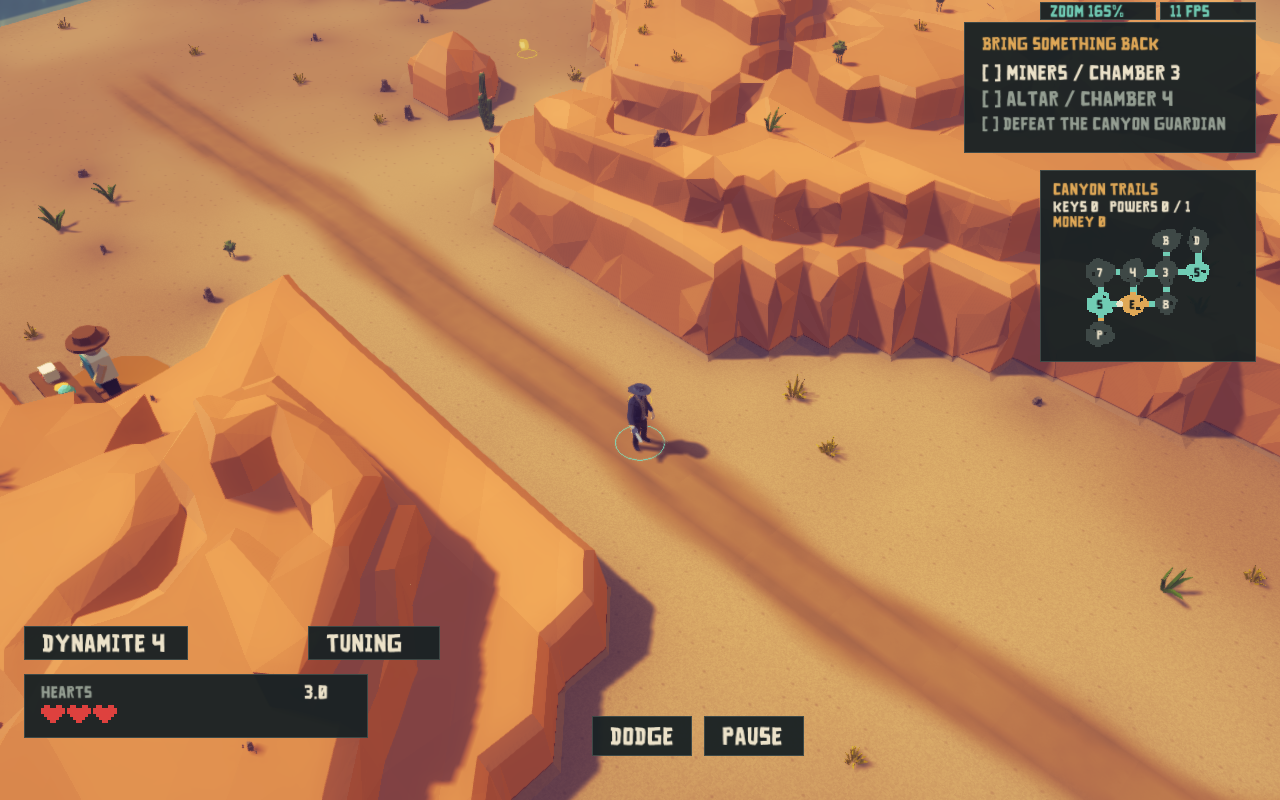 ZOOM 165% 11 FPS
BRING SOMETHING BACK
[ ] MINERS / CHAMBER 3
[ ] ALTAR / CHAMBER 4
[ ] DEFEAT THE CANYON GUARDIAN
CANYON TRAILS
KEYS 0 POWERS 0 / 1
MONEY 0
B D
7 4 3 S
S E B
P
DYNAMITE 4 TUNING
HEARTS 3.0
DODGE PAUSE